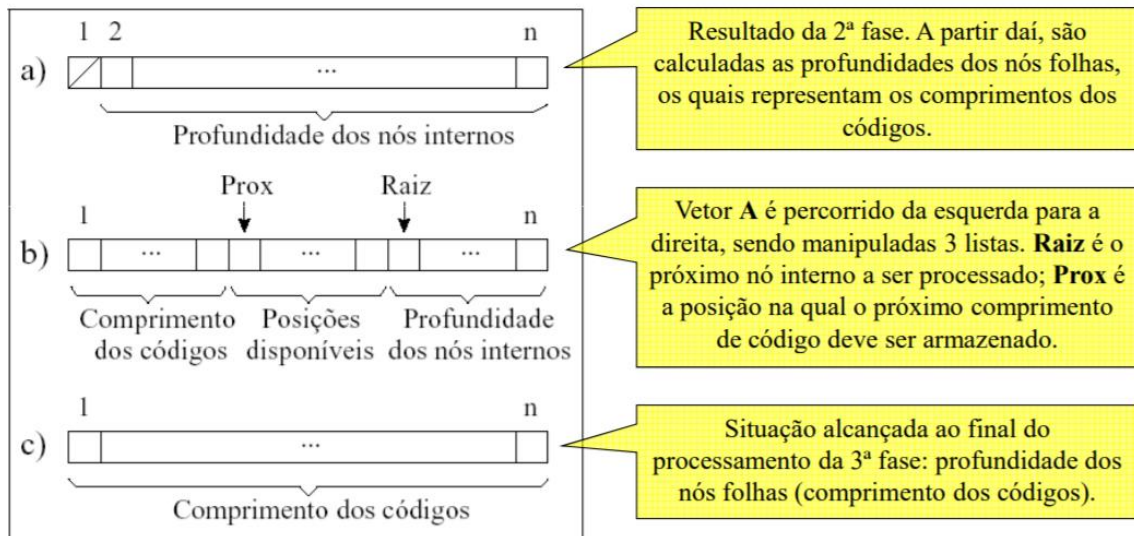 1 2 n
a) ...
Profundidade dos nós internos
Resultado da 2ª fase. A partir daí, são
calculadas as profundidades dos nós folhas,
os quais representam os comprimentos dos
códigos.
Prox Raiz
1 n
b) ... ... ...
Comprimento Posições Profundidade
dos códigos disponíveis dos nós internos
Vetor A é percorrido da esquerda para a
direita, sendo manipuladas 3 listas. Raiz é o
próximo nó interno a ser processado; Prox é
a posição na qual o próximo comprimento
de código deve ser armazenado.
1 n
c) ...
Comprimento dos códigos
Situação alcançada ao final do
processamento da 3ª fase: profundidade dos
nós folhas (comprimento dos códigos).